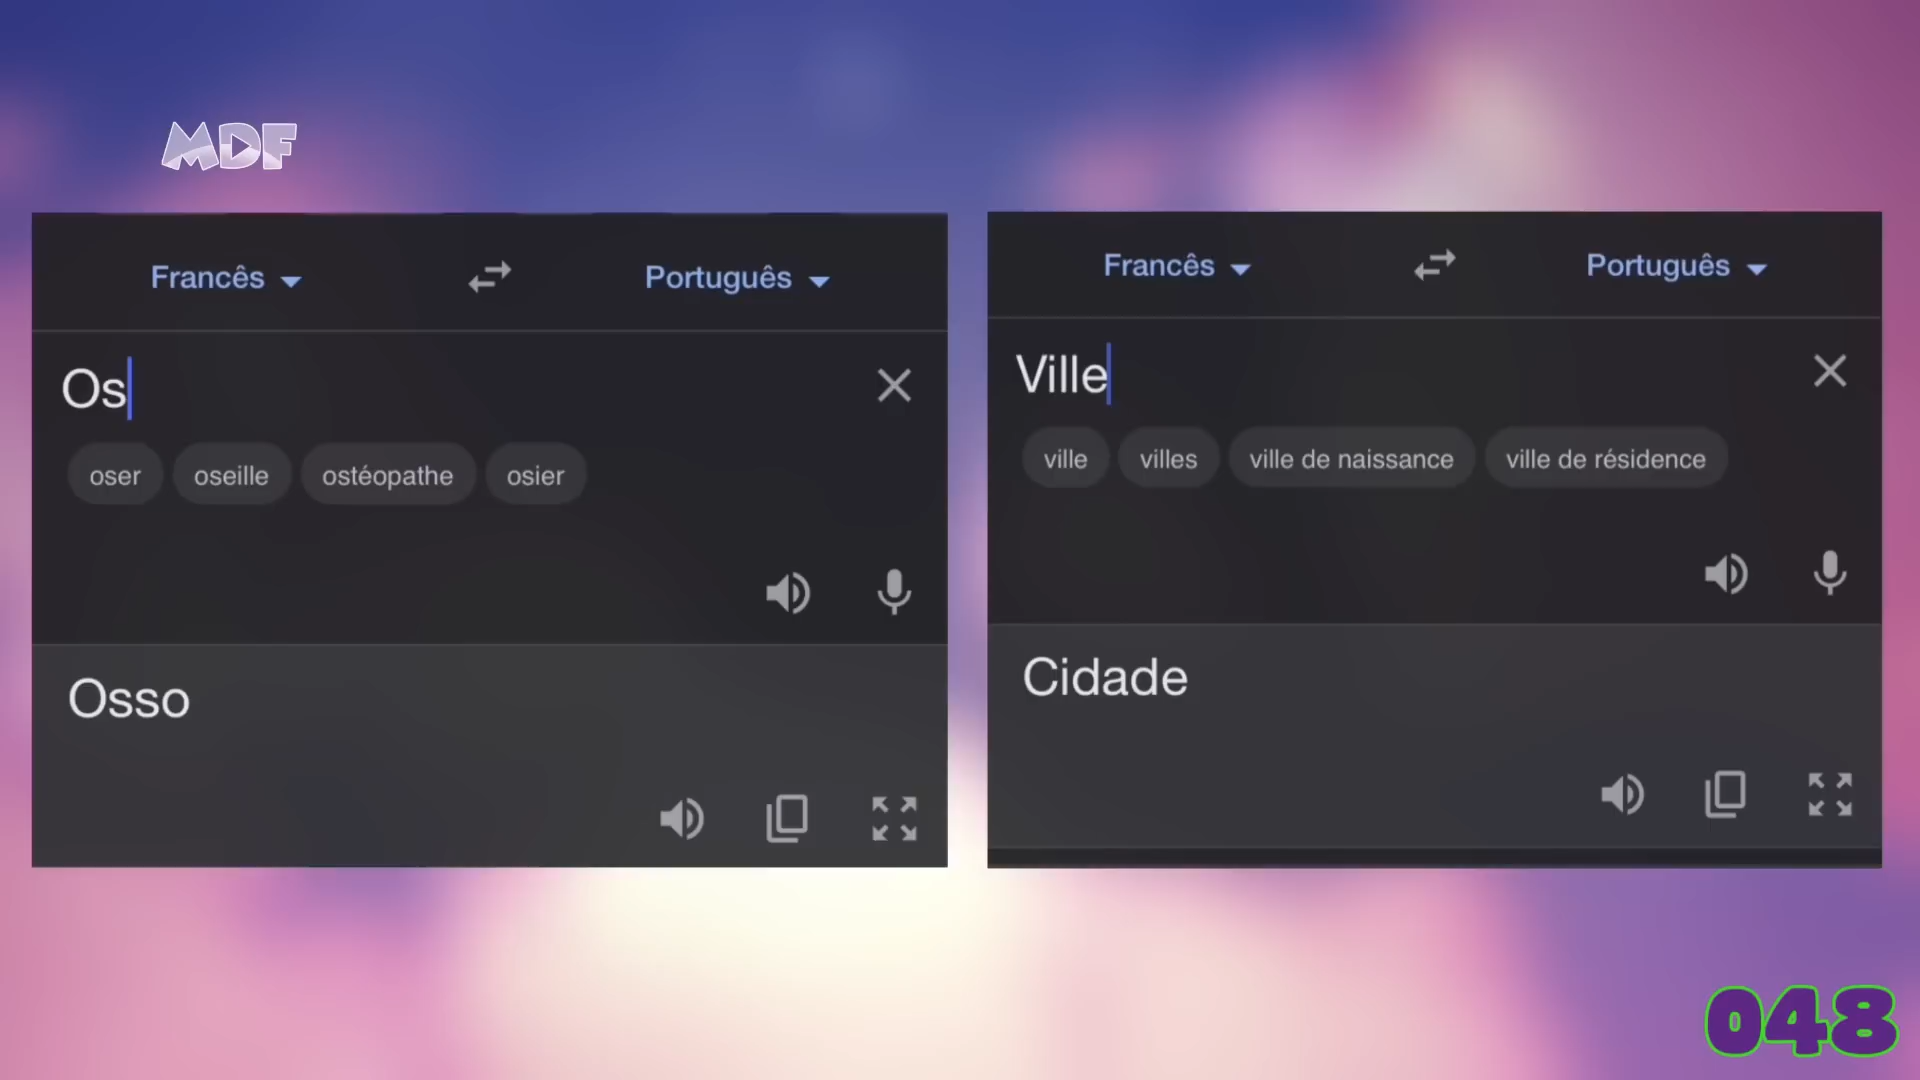 MDF
Francês Português
Os
oser oseille ostéopathe osier
Osso
Francês Português
Ville
ville villes ville de naissance ville de résidence
Cidade
048